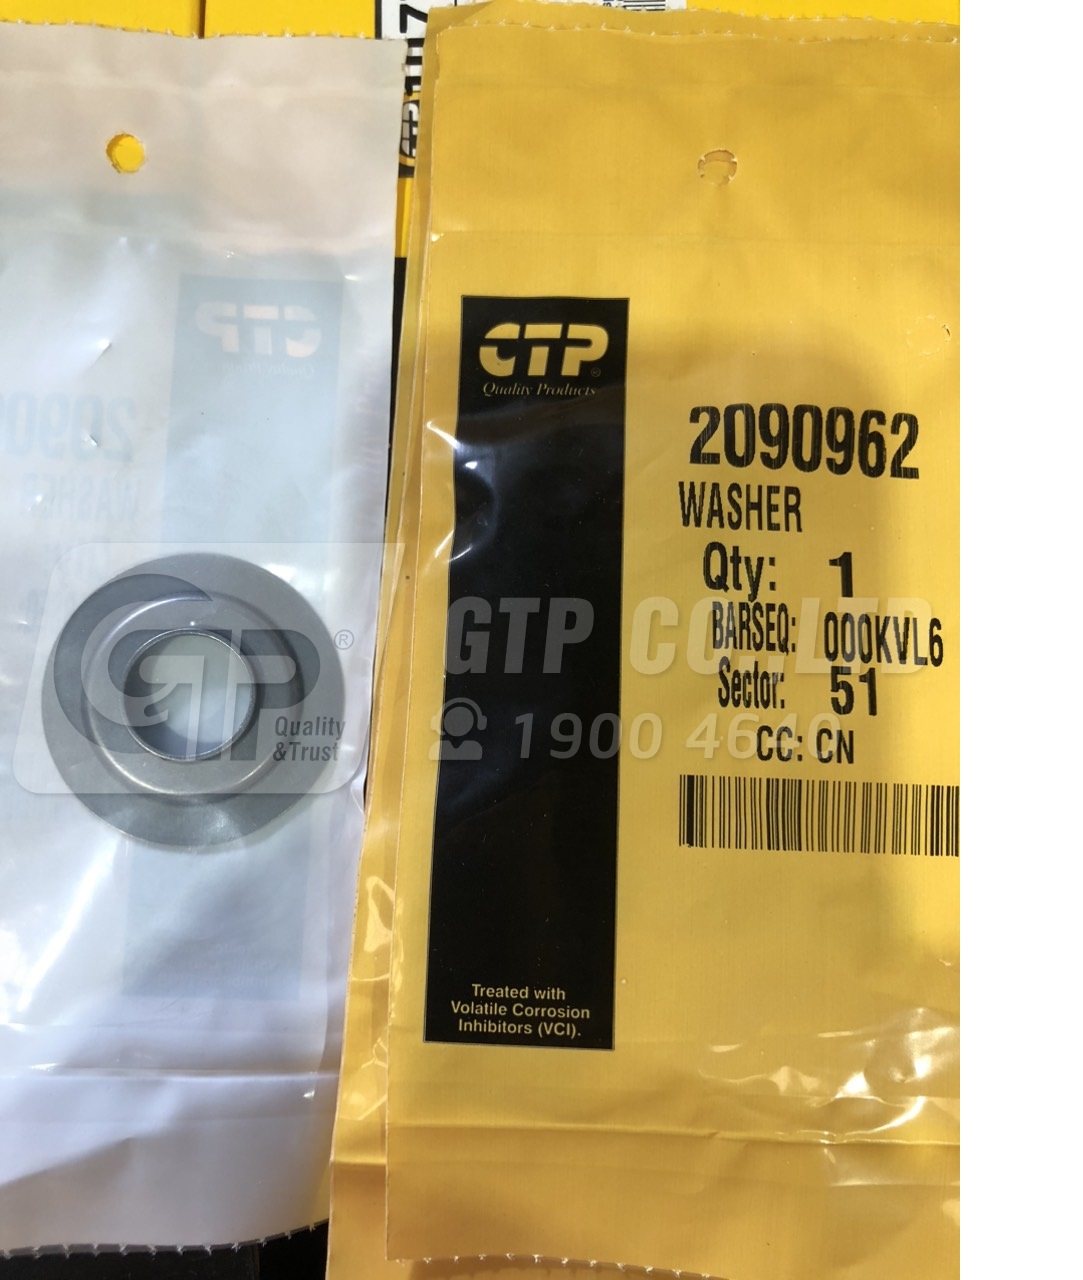 CTP®
Quality Products
2090962
WASHER
Qty: 1
BARSEQ: 000KVL6
Sector: 51
CC: CN
Treated with
Volatile Corrosion
Inhibitors (VCI).
GTP®
Quality
&Trust
GTP CO.,LTD
1900 4640